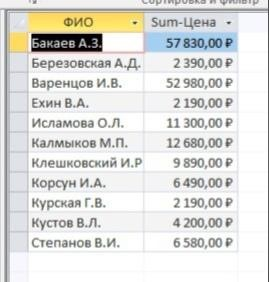 Сортировка и фильтр
ФИО Sum-Цена
Бакаев А.З. 57 830,00 ₽
Березовская А.Д. 2 390,00 ₽
Варенцов И.В. 52 980,00 ₽
Ехин В.А. 2 190,00 ₽
Исламова О.Л. 11 300,00 ₽
Калмыков М.П. 12 680,00 ₽
Клешковский И.Р 9 890,00 ₽
Корсун И.А. 6 490,00 ₽
Курская Г.В. 2 190,00 ₽
Кустов В.Л. 4 200,00 ₽
Степанов В.И. 6 580,00 ₽